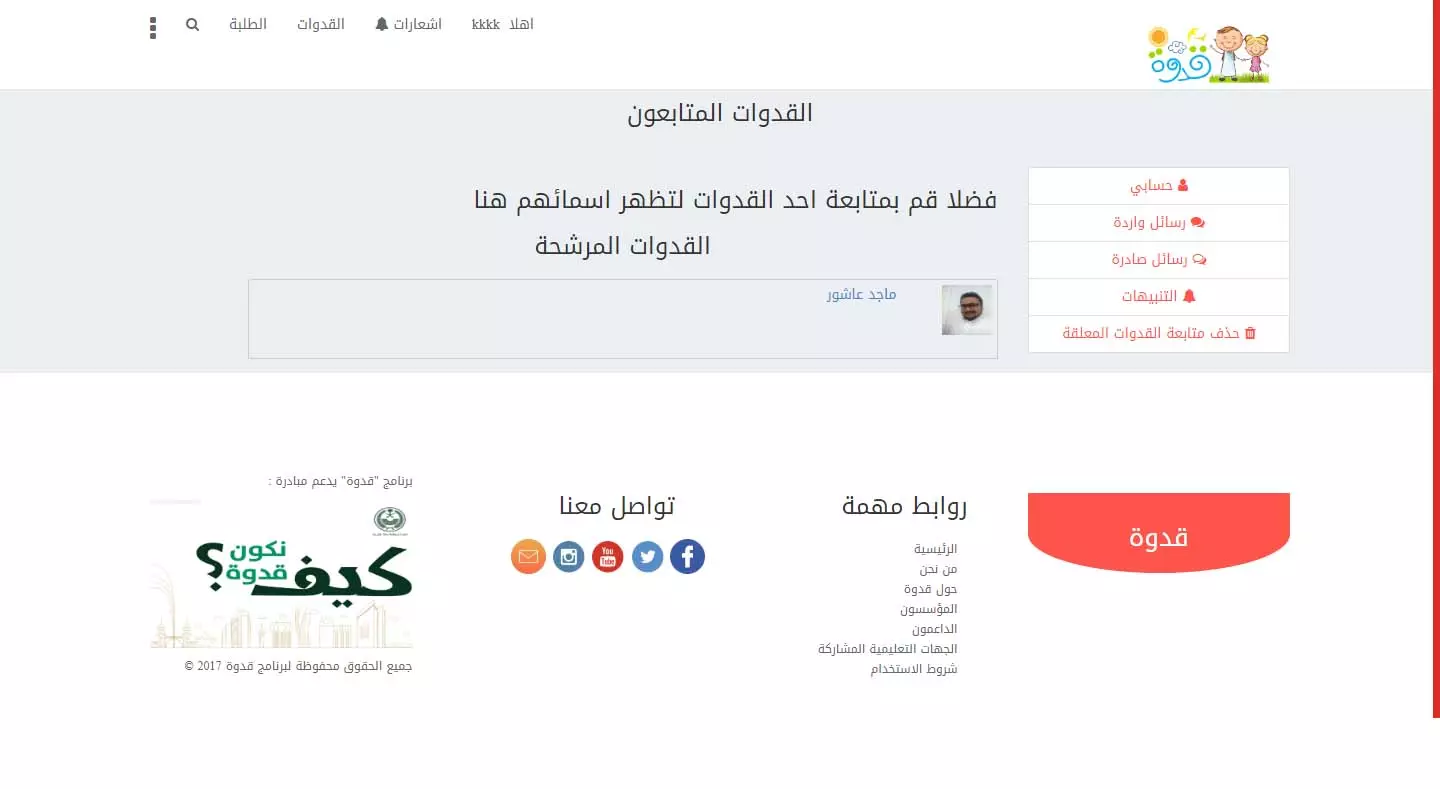 قدوة
اهلا kkkk
اشعارات
القدوات
الطلبة
القدوات المتابعون
حسابي
رسائل واردة
رسائل صادرة
التنبيهات
حذف متابعة القدوات المعلقة
فضلا قم بمتابعة احد القدوات لتظهر اسمائهم هنا
القدوات المرشحة
ماجد عاشور
قدوة
روابط مهمة
الرئيسية
من نحن
حول قدوة
المؤسسون
الداعمون
الجهات التعليمية المشاركة
شروط الاستخدام
تواصل معنا
You
Tube
برنامج "قدوة" يدعم مبادرة :
كيف نكون قدوة؟
جميع الحقوق محفوظة لبرنامج قدوة 2017 ©